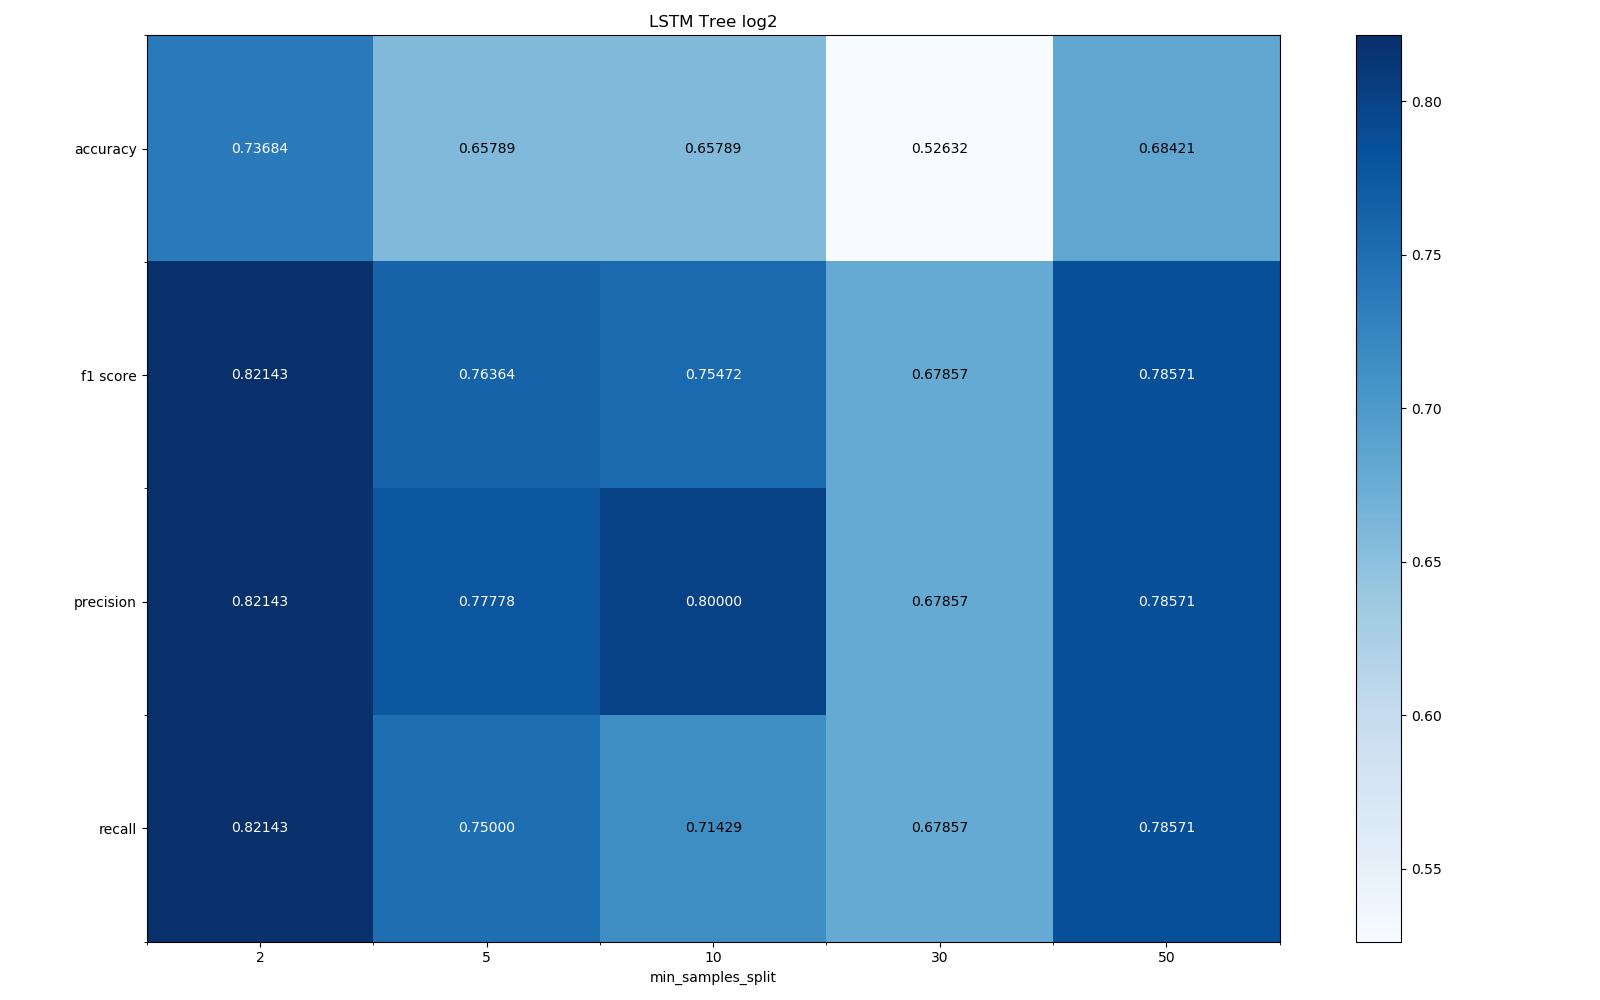 LSTM Tree log2
accuracy 0.73684 0.65789 0.65789 0.52632 0.68421
f1 score 0.82143 0.76364 0.75472 0.67857 0.78571
precision 0.82143 0.77778 0.80000 0.67857 0.78571
recall 0.82143 0.75000 0.71429 0.67857 0.78571
2 5 10 30 50
min_samples_split
0.80
0.75
0.70
0.65
0.60
0.55